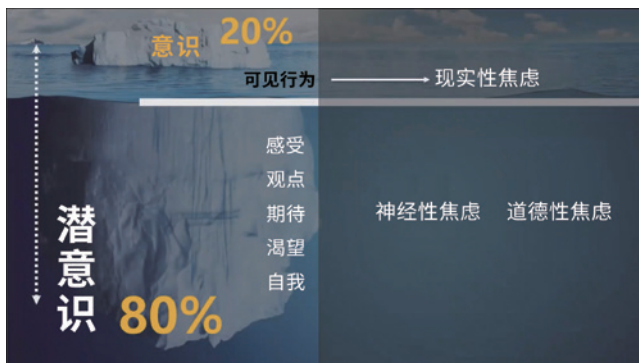 意识 20%
可见行为 现实性焦虑
感受
观点
期待
渴望
自我
神经性焦虑 道德性焦虑
潜意识 80%